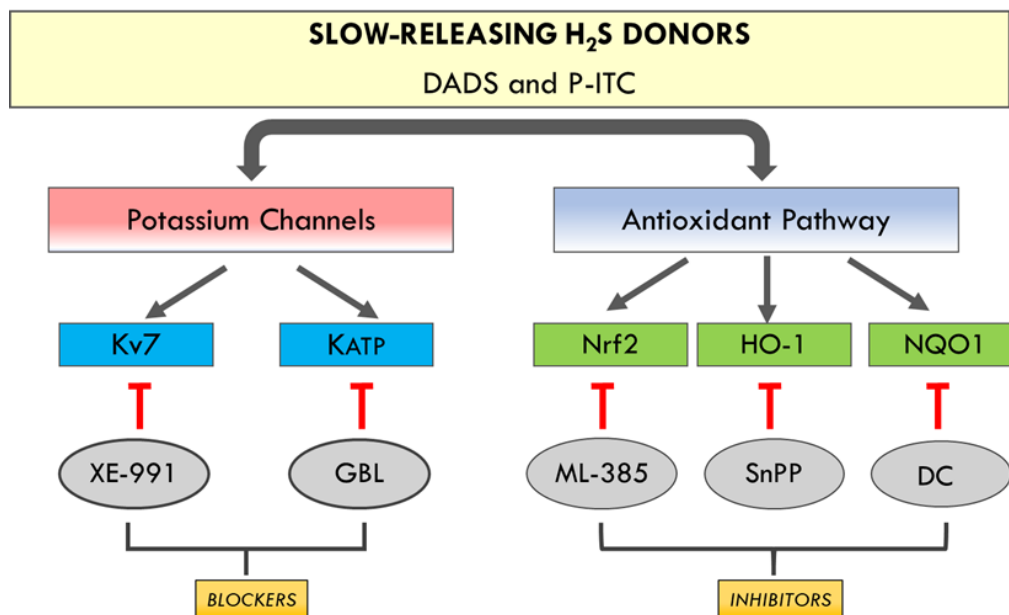 SLOW-RELEASING H₂S DONORS
DADS and P-ITC
Potassium Channels
Antioxidant Pathway
Kv7
KATP
Nrf2
HO-1
NQO1
XE-991
GBL
ML-385
SnPP
DC
BLOCKERS
INHIBITORS